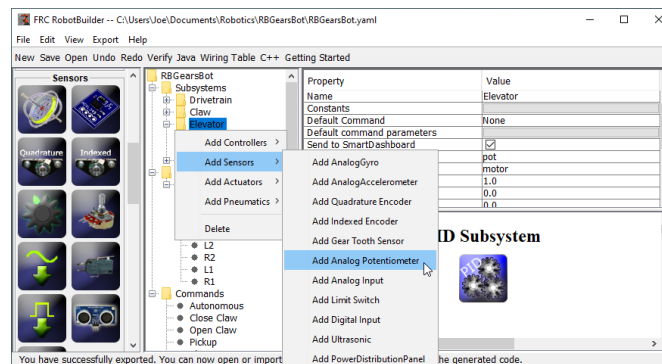 FRC RobotBuilder -- C:\Users\Joe\Documents\Robotics\RBGearsBot\RBGearsBot.yaml
File Edit View Export Help
New Save Open Undo Redo Verify Java Wiring Table C++ Getting Started
Sensors
Quadrature
Indexed
RBGearsBot
Subsystems
Drivetrain
Claw
Elevator
Add Controllers >
Add Sensors >
Add Actuators >
Add Pneumatics >
Delete
L2
R2
L1
R1
Commands
Autonomous
Close Claw
Open Claw
Pickup
Add AnalogGyro
Add AnalogAccelerometer
Add Quadrature Encoder
Add Indexed Encoder
Add Gear Tooth Sensor
Add Analog Potentiometer
Add Analog Input
Add Limit Switch
Add Digital Input
Add Ultrasonic
Add PowerDistributionPanel
Property Value
Name Elevator
Constants
Default Command None
Default command parameters
Send to SmartDashboard
pot
motor
1.0
0.0
0.0
ID Subsystem
PID
You have successfully exported. You can now open or import
he generated code.